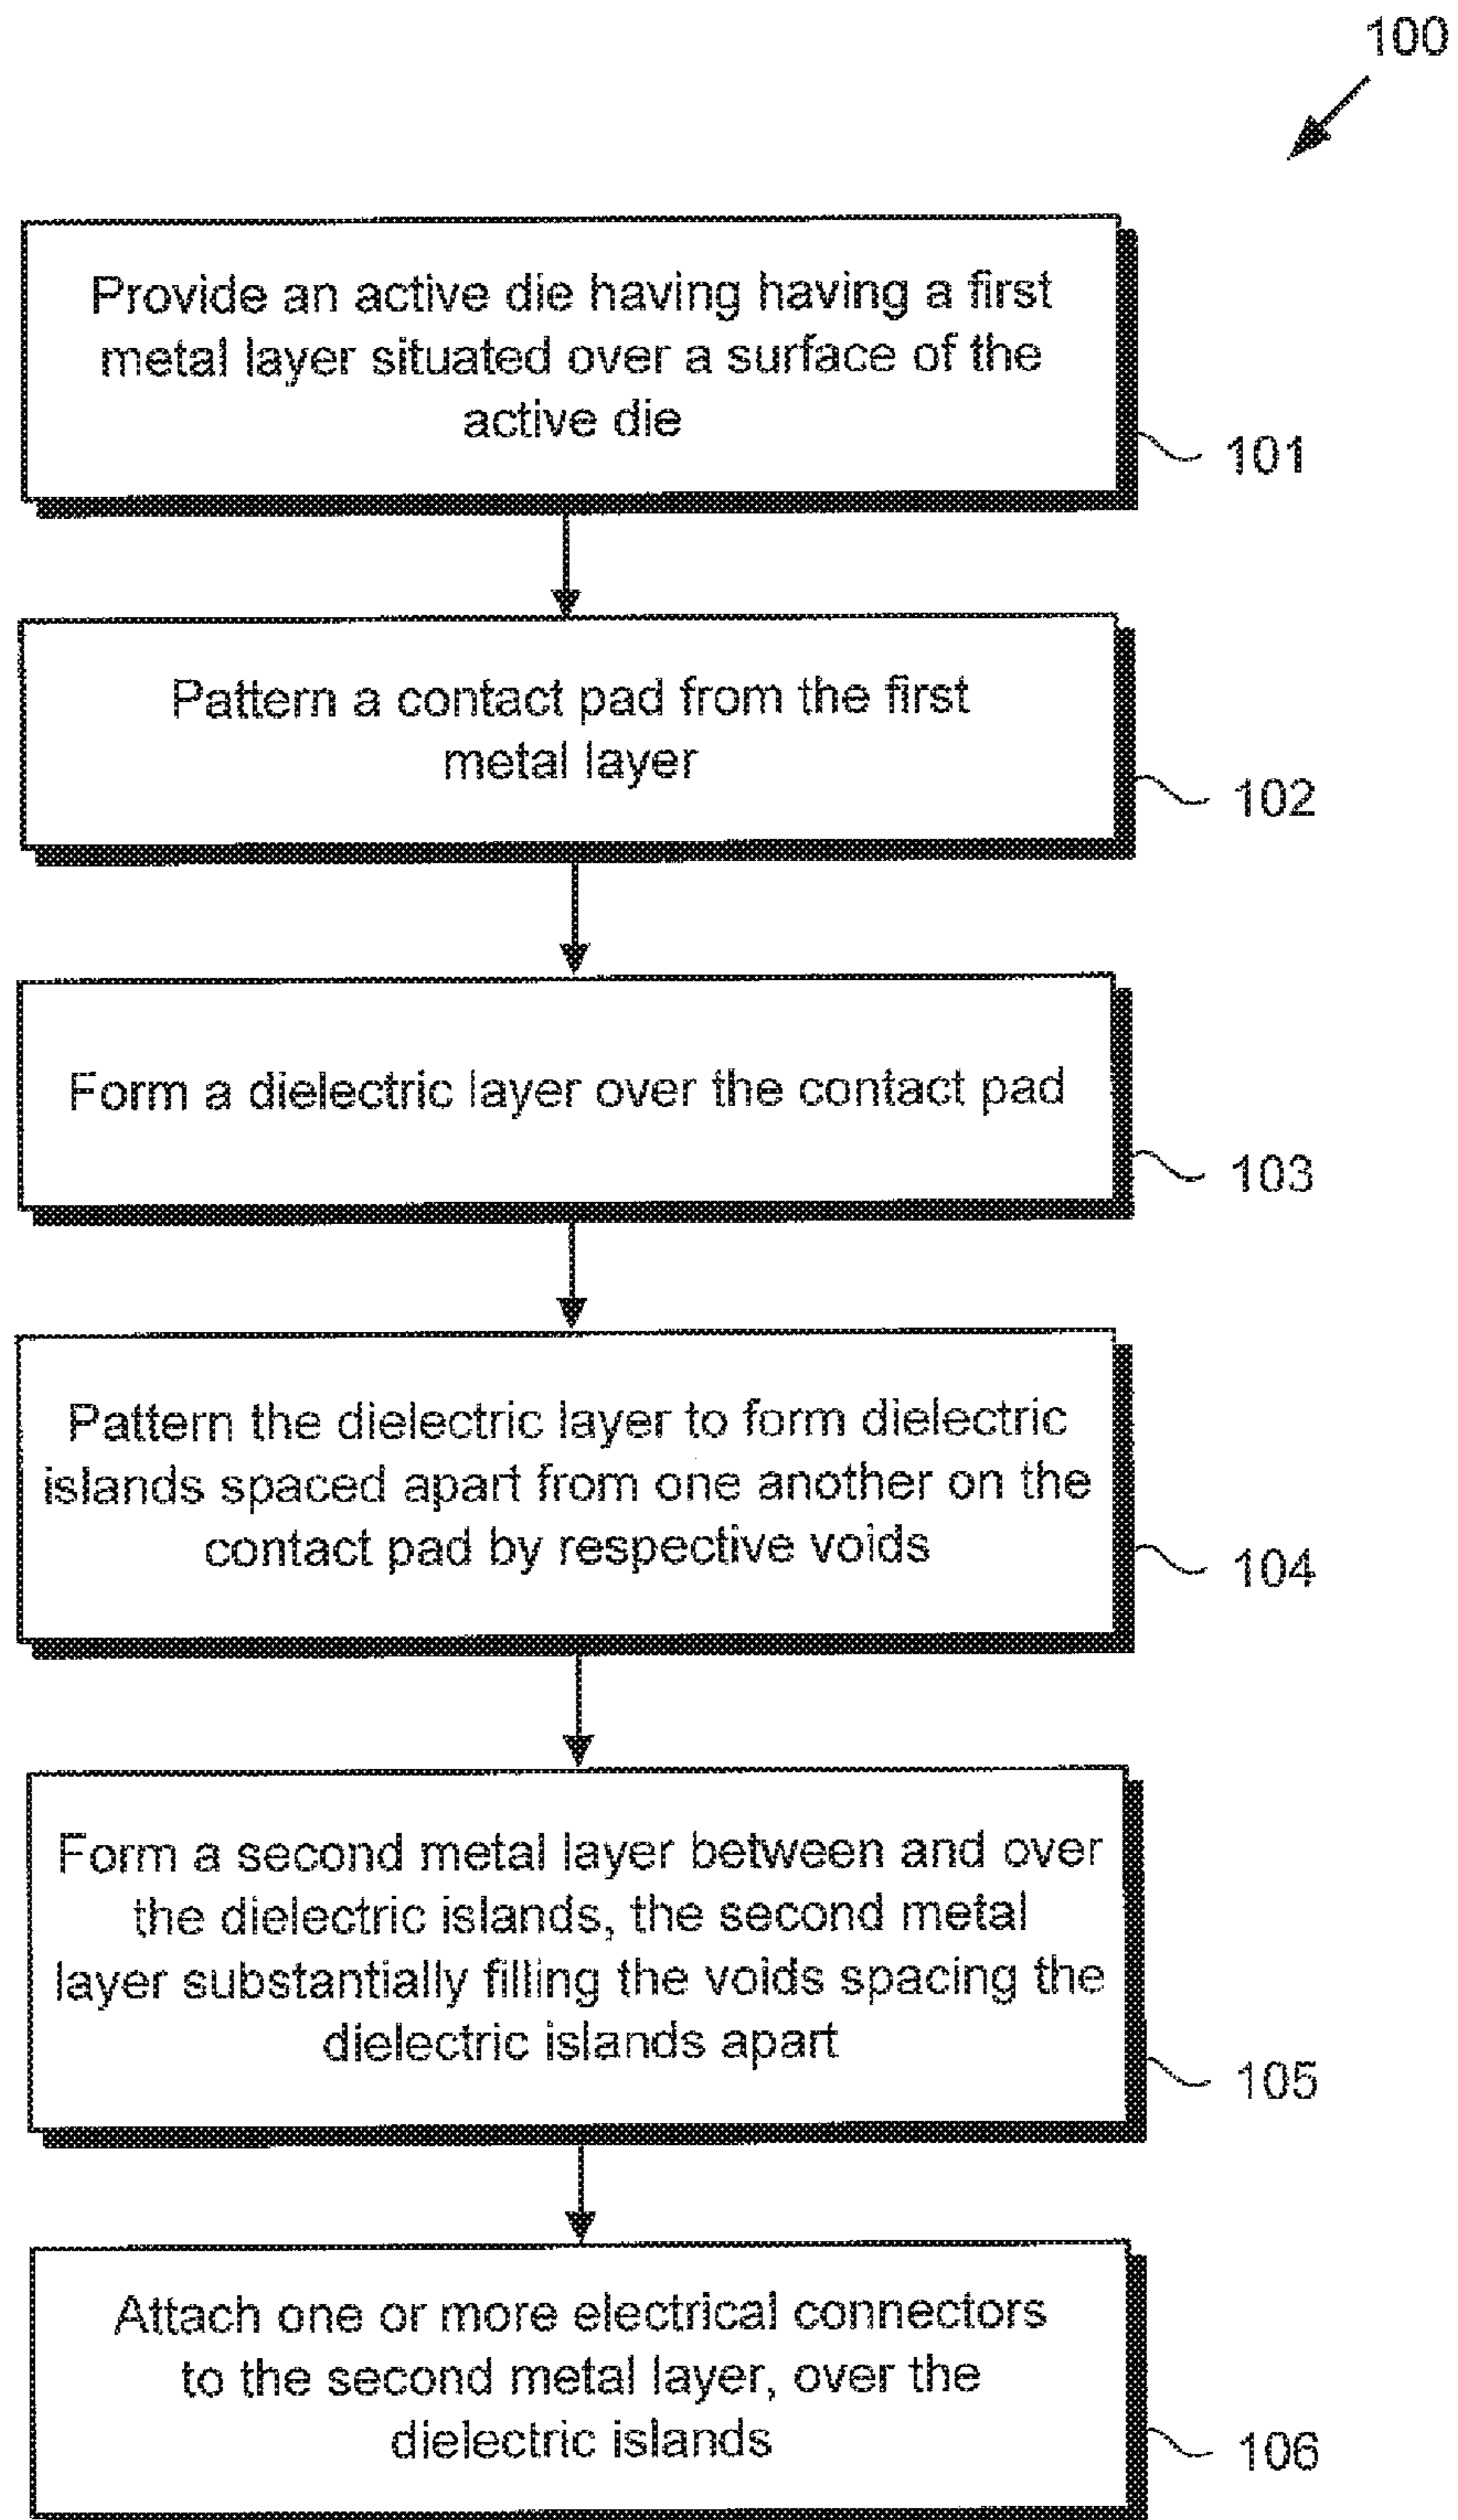 100
Provide an active die having having a first
metal layer situated over a surface of the
active die
101
Pattern a contact pad from the first
metal layer
102
Form a dielectric layer over the contact pad
103
Pattern the dielectric layer to form dielectric
islands spaced apart from one another on the
contact pad by respective voids
104
Form a second metal layer between and over
the dielectric islands, the second metal
layer substantially filling the voids spacing the
dielectric islands apart
105
Attach one or more electrical connectors
to the second metal layer, over the
dielectric islands
106